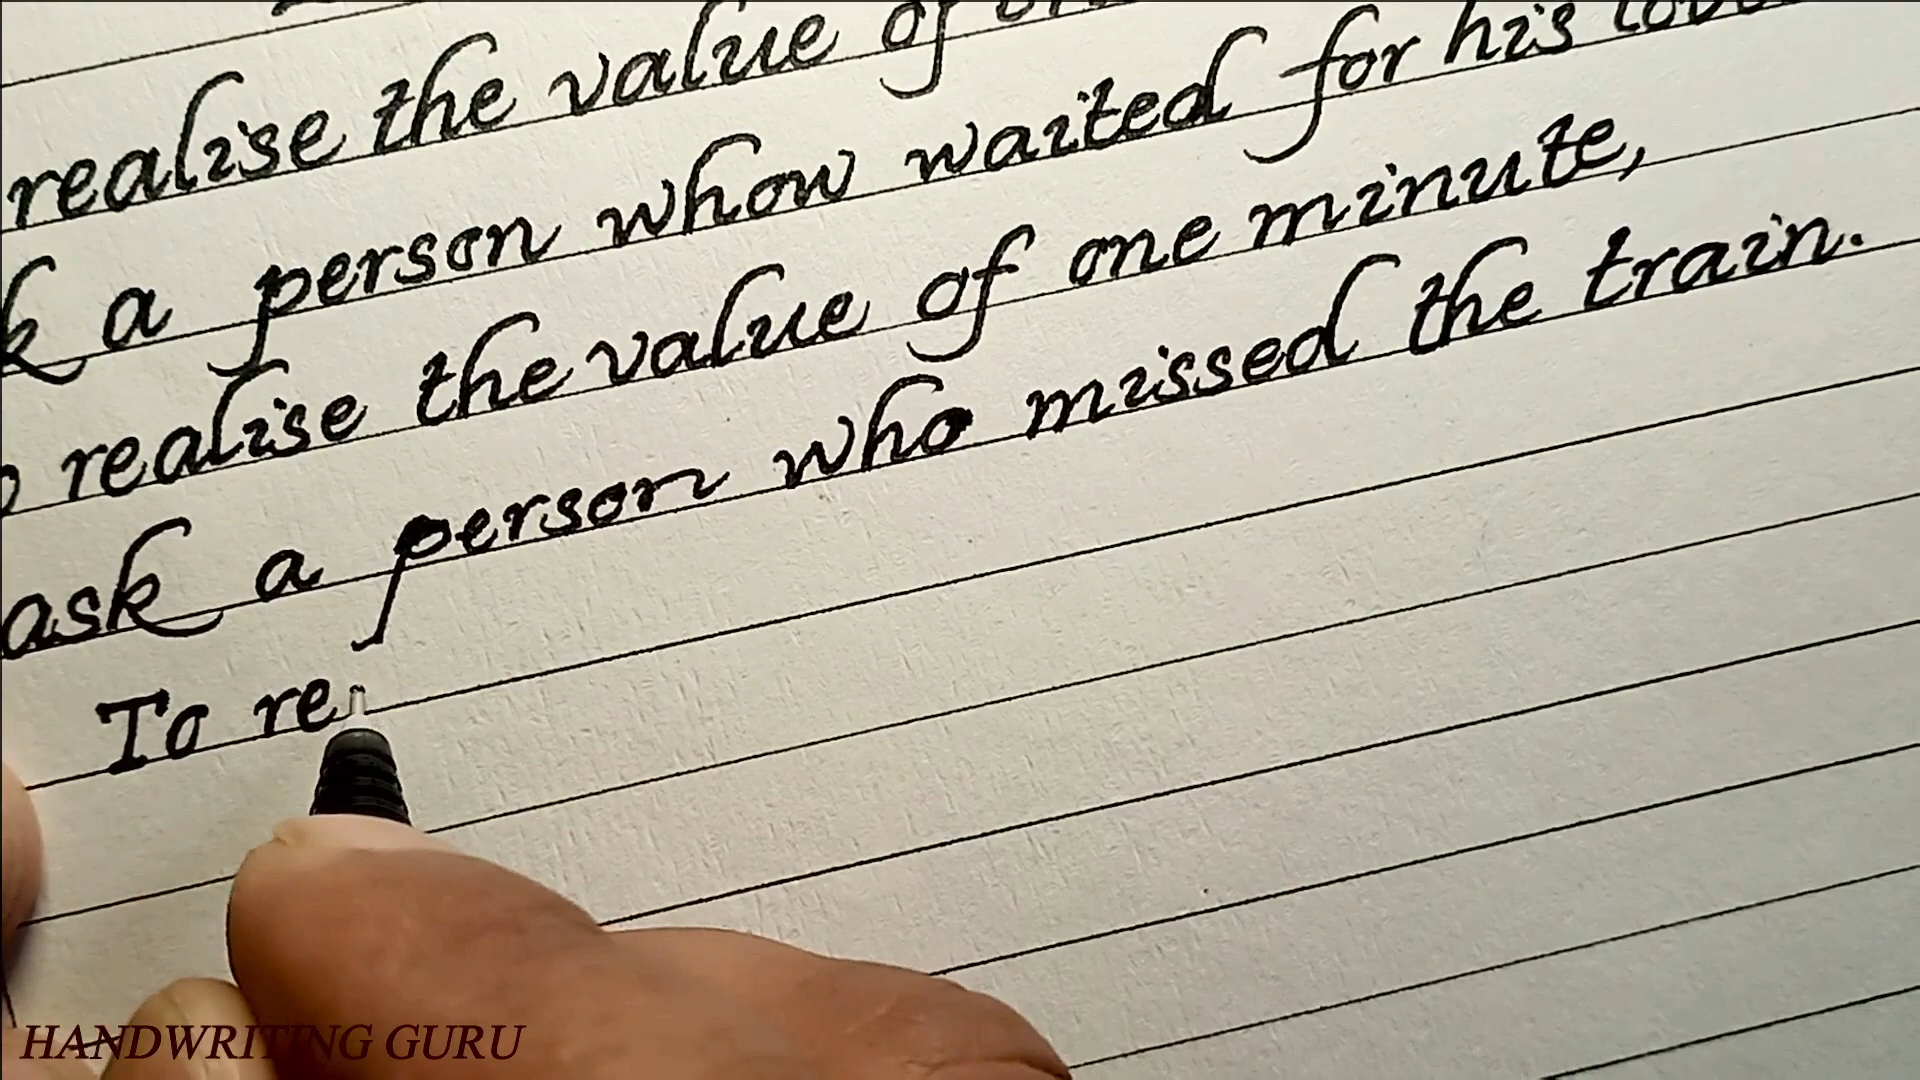 realise the value of
a person whow waited for his
realise the value of one minute,
ask a person who missed the train.
To re
HANDWRITING GURU